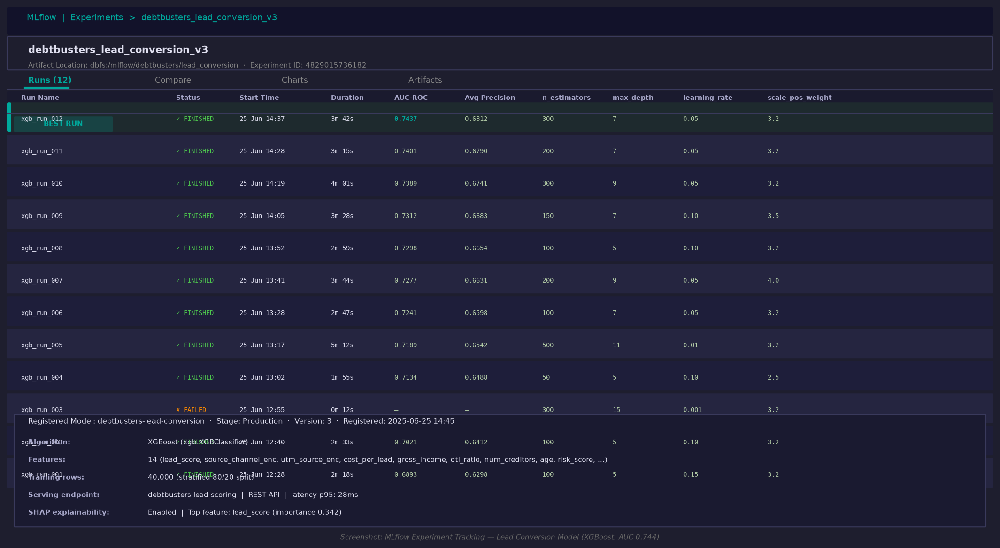 MLflow | Experiments > debtbusters_lead_conversion_v3
debtbusters_lead_conversion_v3
Artifact Location: dbfs:/mlflow/debtbusters/lead_conversion · Experiment ID: 4829015736182
Runs (12) Compare Charts Artifacts
Run Name Status Start Time Duration AUC-ROC Avg Precision n_estimators max_depth learning_rate scale_pos_weight
xgb_run_012 ✓ FINISHED 25 Jun 14:37 3m 42s 0.7437 0.6812 300 7 0.05 3.2
BEST RUN
xgb_run_011 ✓ FINISHED 25 Jun 14:28 3m 15s 0.7401 0.6790 200 7 0.05 3.2
xgb_run_010 ✓ FINISHED 25 Jun 14:19 4m 01s 0.7389 0.6741 300 9 0.05 3.2
xgb_run_009 ✓ FINISHED 25 Jun 14:05 3m 28s 0.7312 0.6683 150 7 0.10 3.5
xgb_run_008 ✓ FINISHED 25 Jun 13:52 2m 59s 0.7298 0.6654 100 5 0.10 3.2
xgb_run_007 ✓ FINISHED 25 Jun 13:41 3m 44s 0.7277 0.6631 200 9 0.05 4.0
xgb_run_006 ✓ FINISHED 25 Jun 13:28 2m 47s 0.7241 0.6598 100 7 0.05 3.2
xgb_run_005 ✓ FINISHED 25 Jun 13:17 5m 12s 0.7189 0.6542 500 11 0.01 3.2
xgb_run_004 ✓ FINISHED 25 Jun 13:02 1m 55s 0.7134 0.6488 50 5 0.10 2.5
xgb_run_003 ✗ FAILED 25 Jun 12:55 0m 12s — — 300 15 0.001 3.2
Registered Model: debtbusters-lead-conversion · Stage: Production · Version: 3 · Registered: 2025-06-25 14:45
xgb_run_002 ✓ FINISHED 25 Jun 12:40 2m 33s 0.7021 0.6412 100 5 0.10 3.2
Algorithm: XGBoost (xgb.XGBClassifier)
Features: 14 (lead_score, source_channel_enc, utm_source_enc, cost_per_lead, gross_income, dti_ratio, num_creditors, age, risk_score, ...)
xgb_run_001 ✓ FINISHED 25 Jun 12:28 2m 18s 0.6893 0.6298 100 5 0.15 3.2
Training rows: 40,000 (stratified 80/20 split)
Serving endpoint: debtbusters-lead-scoring | REST API | latency p95: 28ms
SHAP explainability: Enabled | Top feature: lead_score (importance 0.342)
Screenshot: MLflow Experiment Tracking — Lead Conversion Model (XGBoost, AUC 0.744)